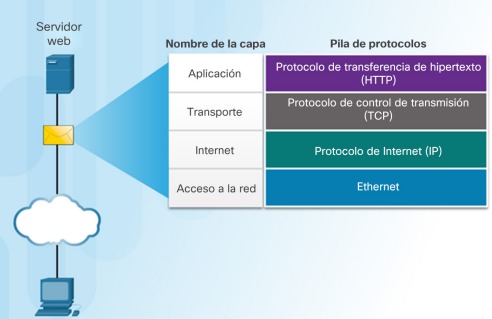 Servidor
web
Nombre de la capa
Pila de protocolos
Aplicación
Protocolo de transferencia de hipertexto
(HTTP)
Transporte
Protocolo de control de transmisión
(TCP)
Internet
Protocolo de Internet (IP)
Acceso a la red
Ethernet